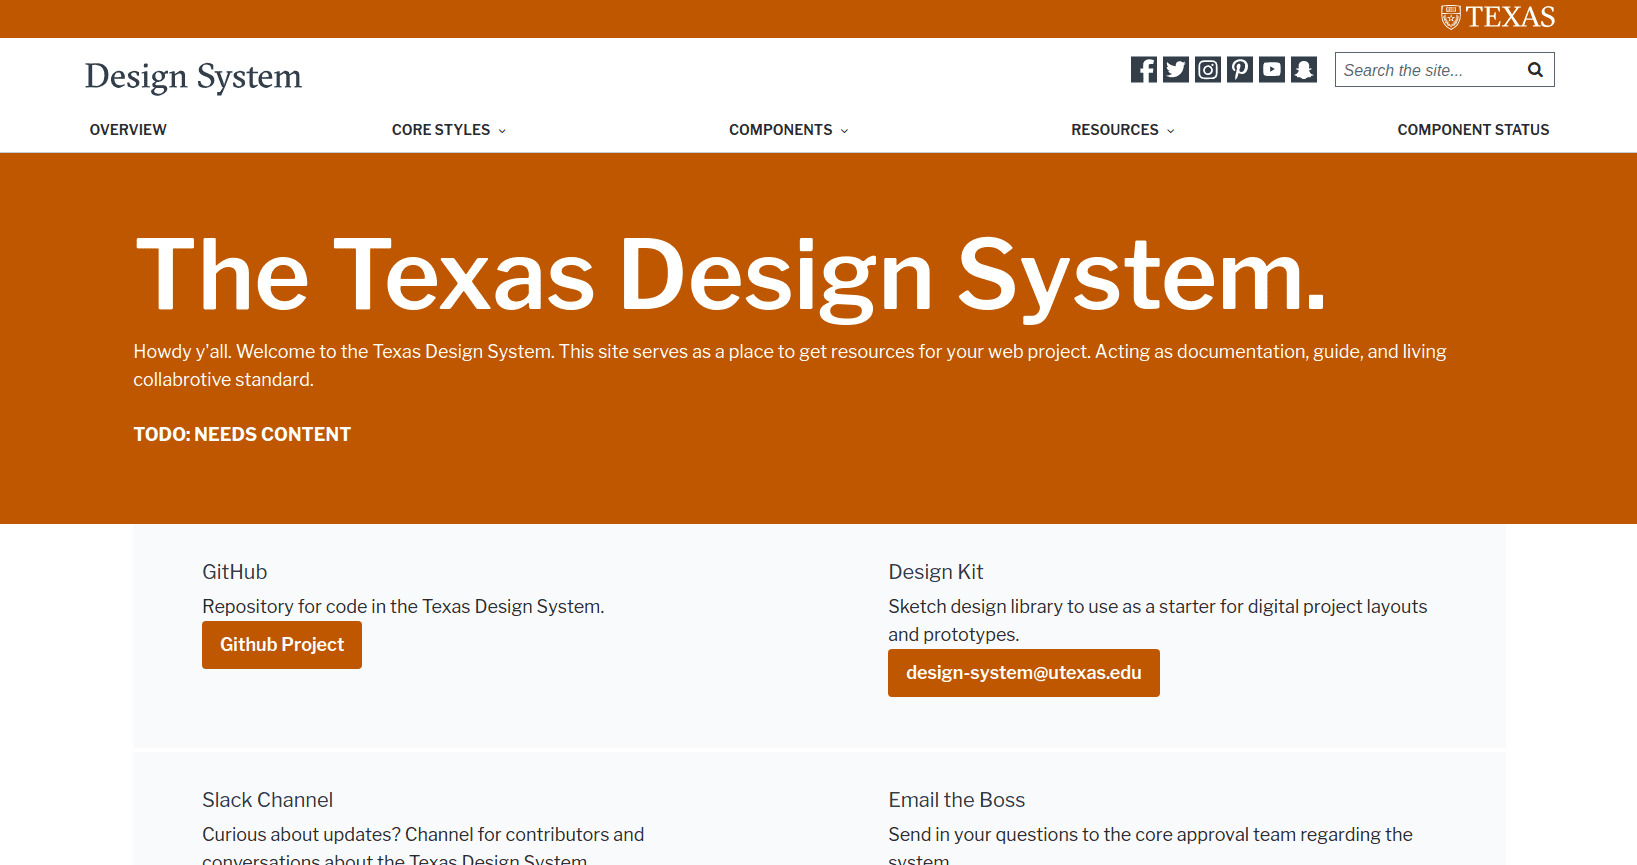 TEXAS
Design System
Search the site...
OVERVIEW
CORE STYLES
COMPONENTS
RESOURCES
COMPONENT STATUS
The Texas Design System.
Howdy y'all. Welcome to the Texas Design System. This site serves as a place to get resources for your web project. Acting as documentation, guide, and living
collabrotive standard.
TODO: NEEDS CONTENT
GitHub
Repository for code in the Texas Design System.
Github Project
Design Kit
Sketch design library to use as a starter for digital project layouts
and prototypes.
design-system@utexas.edu
Slack Channel
Curious about updates? Channel for contributors and
conversations about the Texas Design System
Email the Boss
Send in your questions to the core approval team regarding the
system